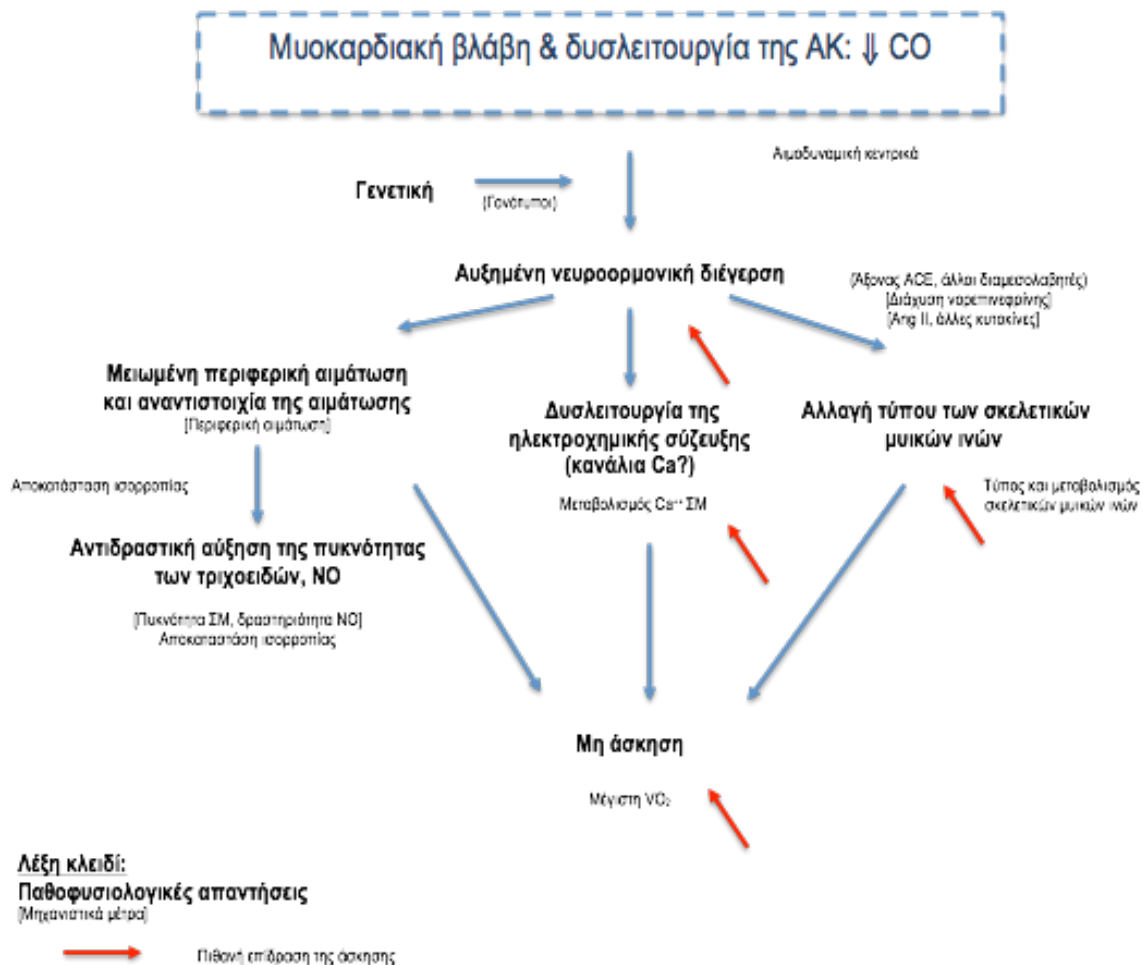 Μυοκαρδιακή βλάβη & δυσλειτουργία της ΑΚ: ⇓ CO
Αιμοδυναμική κεντρικά
Γενετική
(Γονότυποι)
Αυξημένη νευροορμονική διέγερση
(Άξονας ACE, άλλοι διαμεσολαβητές)
[Διάχυση νορεπινεφρίνης]
[Ang II, άλλες κυτοκίνες]
Μειωμένη περιφερική αιμάτωση
και αναντιστοιχία της αιμάτωσης
[Περιφερική αιμάτωση]
Δυσλειτουργία της
ηλεκτροχημικής σύζευξης
(κανάλια Ca?)
Μεταβολισμός Ca⁺⁺ ΣΜ
Αλλαγή τύπου των σκελετικών
μυικών ινών
Τύπος και μεταβολισμός
σκελετικών μυικών ινών
Αποκατάσταση ισορροπίας
Αντιδραστική αύξηση της πυκνότητας
των τριχοειδών, ΝΟ
[Πυκνότητα ΣΜ, δραστηριότητα ΝΟ]
Αποκαταστάση ισορροπίας
Μη άσκηση
Μέγιστη VO₂
Λέξη κλειδί:
Παθοφυσιολογικές απαντήσεις
[Μηχανιστικά μέτρα]
Πιθανή επίδραση της άσκησης